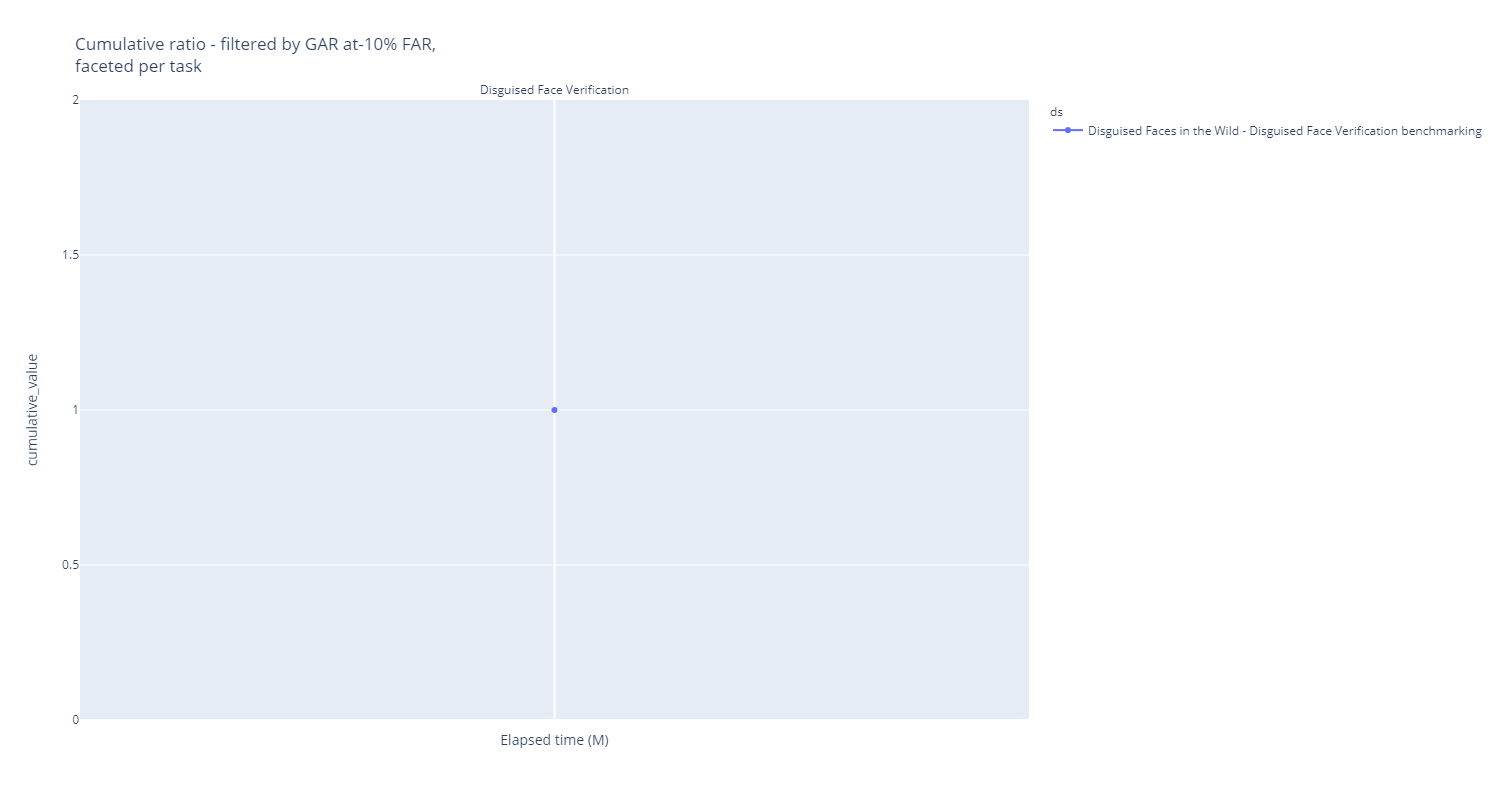 Cumulative ratio - filtered by GAR at-10% FAR,
faceted per task
Disguised Face Verification
2
1.5
1
0.5
0
cumulative_value
Elapsed time (M)
ds
Disguised Faces in the Wild - Disguised Face Verification benchmarking